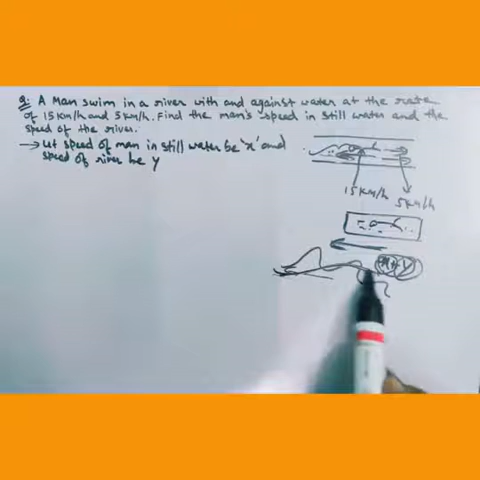 Q: A Man swim in a river with and against water at the rate
of 15 Km/h and 5 Km/h. Find the man's speed in still water and the
speed of the river.
→ Let speed of man in still water be 'x' and
speed of river be y
15 Km/h
5 Km/h
x+y